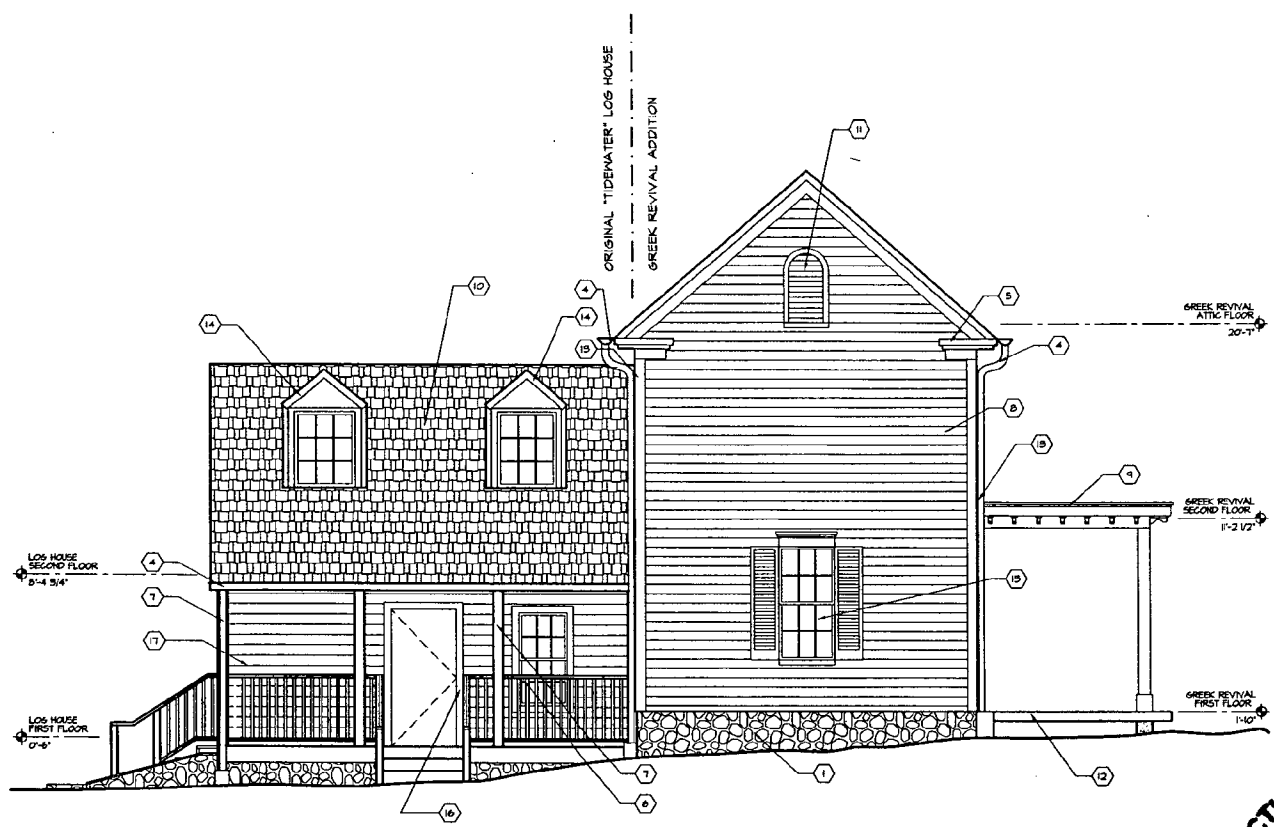 ORIGINAL "TIDEWATER" LOG HOUSE
GREEK REVIVAL ADDITION
11
4
10
5
14
14
13
4
GREEK REVIVAL
ATTIC FLOOR
20'-7"
8
13
9
GREEK REVIVAL
SECOND FLOOR
11'-2 1/2"
LOG HOUSE
SECOND FLOOR
8'-4 3/4"
4
7
15
17
LOG HOUSE
FIRST FLOOR
0'-6"
GREEK REVIVAL
FIRST FLOOR
1'-10"
7
1
12
6
16